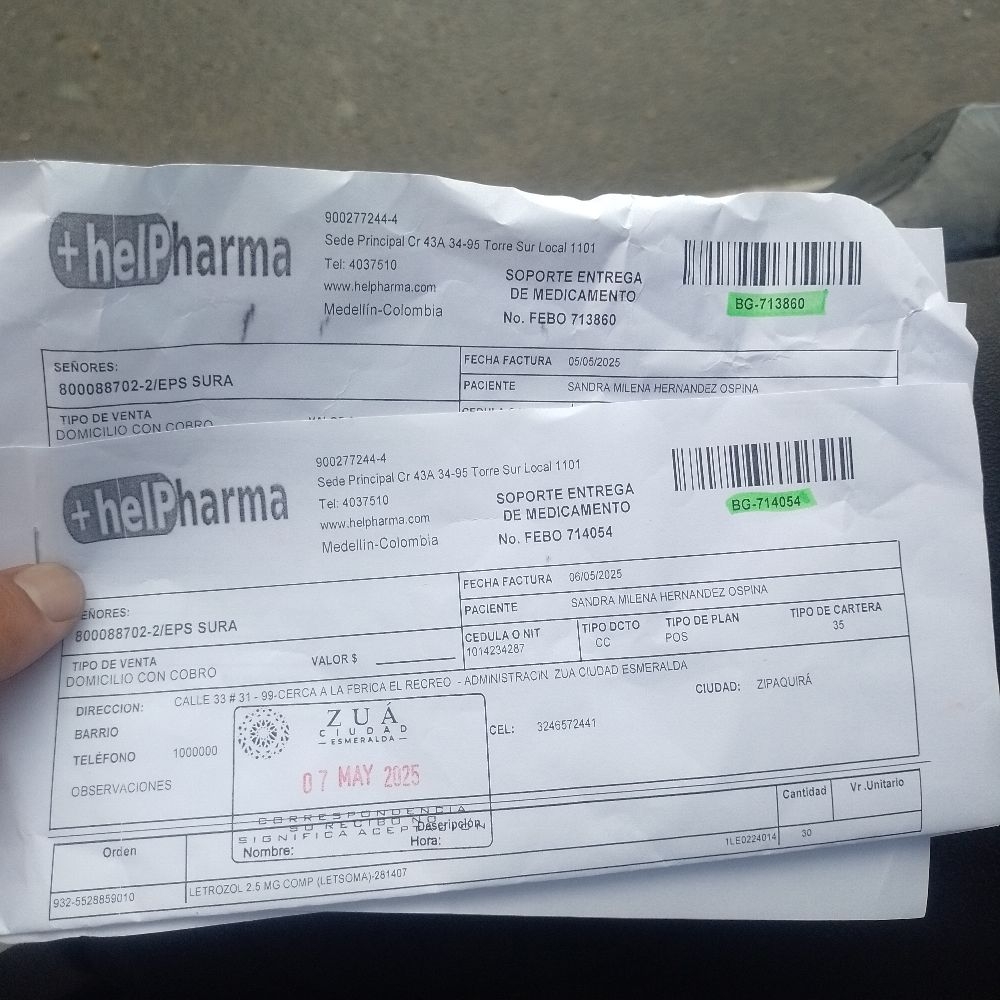 +helPharma
900277244-4
Sede Principal Cr 43A 34-95 Torre Sur Local 1101
Tel: 4037510
www.helpharma.com
Medellín-Colombia
SOPORTE ENTREGA
DE MEDICAMENTO
No. FEBO 713860
BG-713860
SEÑORES:
800088702-2/EPS SURA
FECHA FACTURA 05/05/2025
PACIENTE SANDRA MILENA HERNANDEZ OSPINA
TIPO DE VENTA
DOMICILIO CON COBRO
+helPharma
900277244-4
Sede Principal Cr 43A 34-95 Torre Sur Local 1101
Tel: 4037510
www.helpharma.com
Medellín-Colombia
SOPORTE ENTREGA
DE MEDICAMENTO
No. FEBO 714054
BG-714054
EÑORES:
800088702-2/EPS SURA
FECHA FACTURA 06/05/2025
PACIENTE SANDRA MILENA HERNANDEZ OSPINA
TIPO DE VENTA
DOMICILIO CON COBRO
VALOR $
CEDULA O NIT
1014234287
TIPO DCTO
CC
TIPO DE PLAN
POS
TIPO DE CARTERA
35
DIRECCION: CALLE 33 # 31 - 99-CERCA A LA FBRICA EL RECREO - ADMINISTRACIN ZUA CIUDAD ESMERALDA
BARRIO
CIUDAD: ZIPAQUIRÁ
TELÉFONO 1000000
CEL: 3246572441
OBSERVACIONES
ZUÁ
CIUDAD
ESMERALDA
07 MAY 2025
CORRESPONDENCIA
SU RECIBO NO
SIGNIFICA
Nombre:
Hora:
Orden
Descripción
Cantidad
Vr .Unitario
932-5528859010
LETROZOL 2.5 MG COMP (LETSOMA)-281407
1LE0224014
30